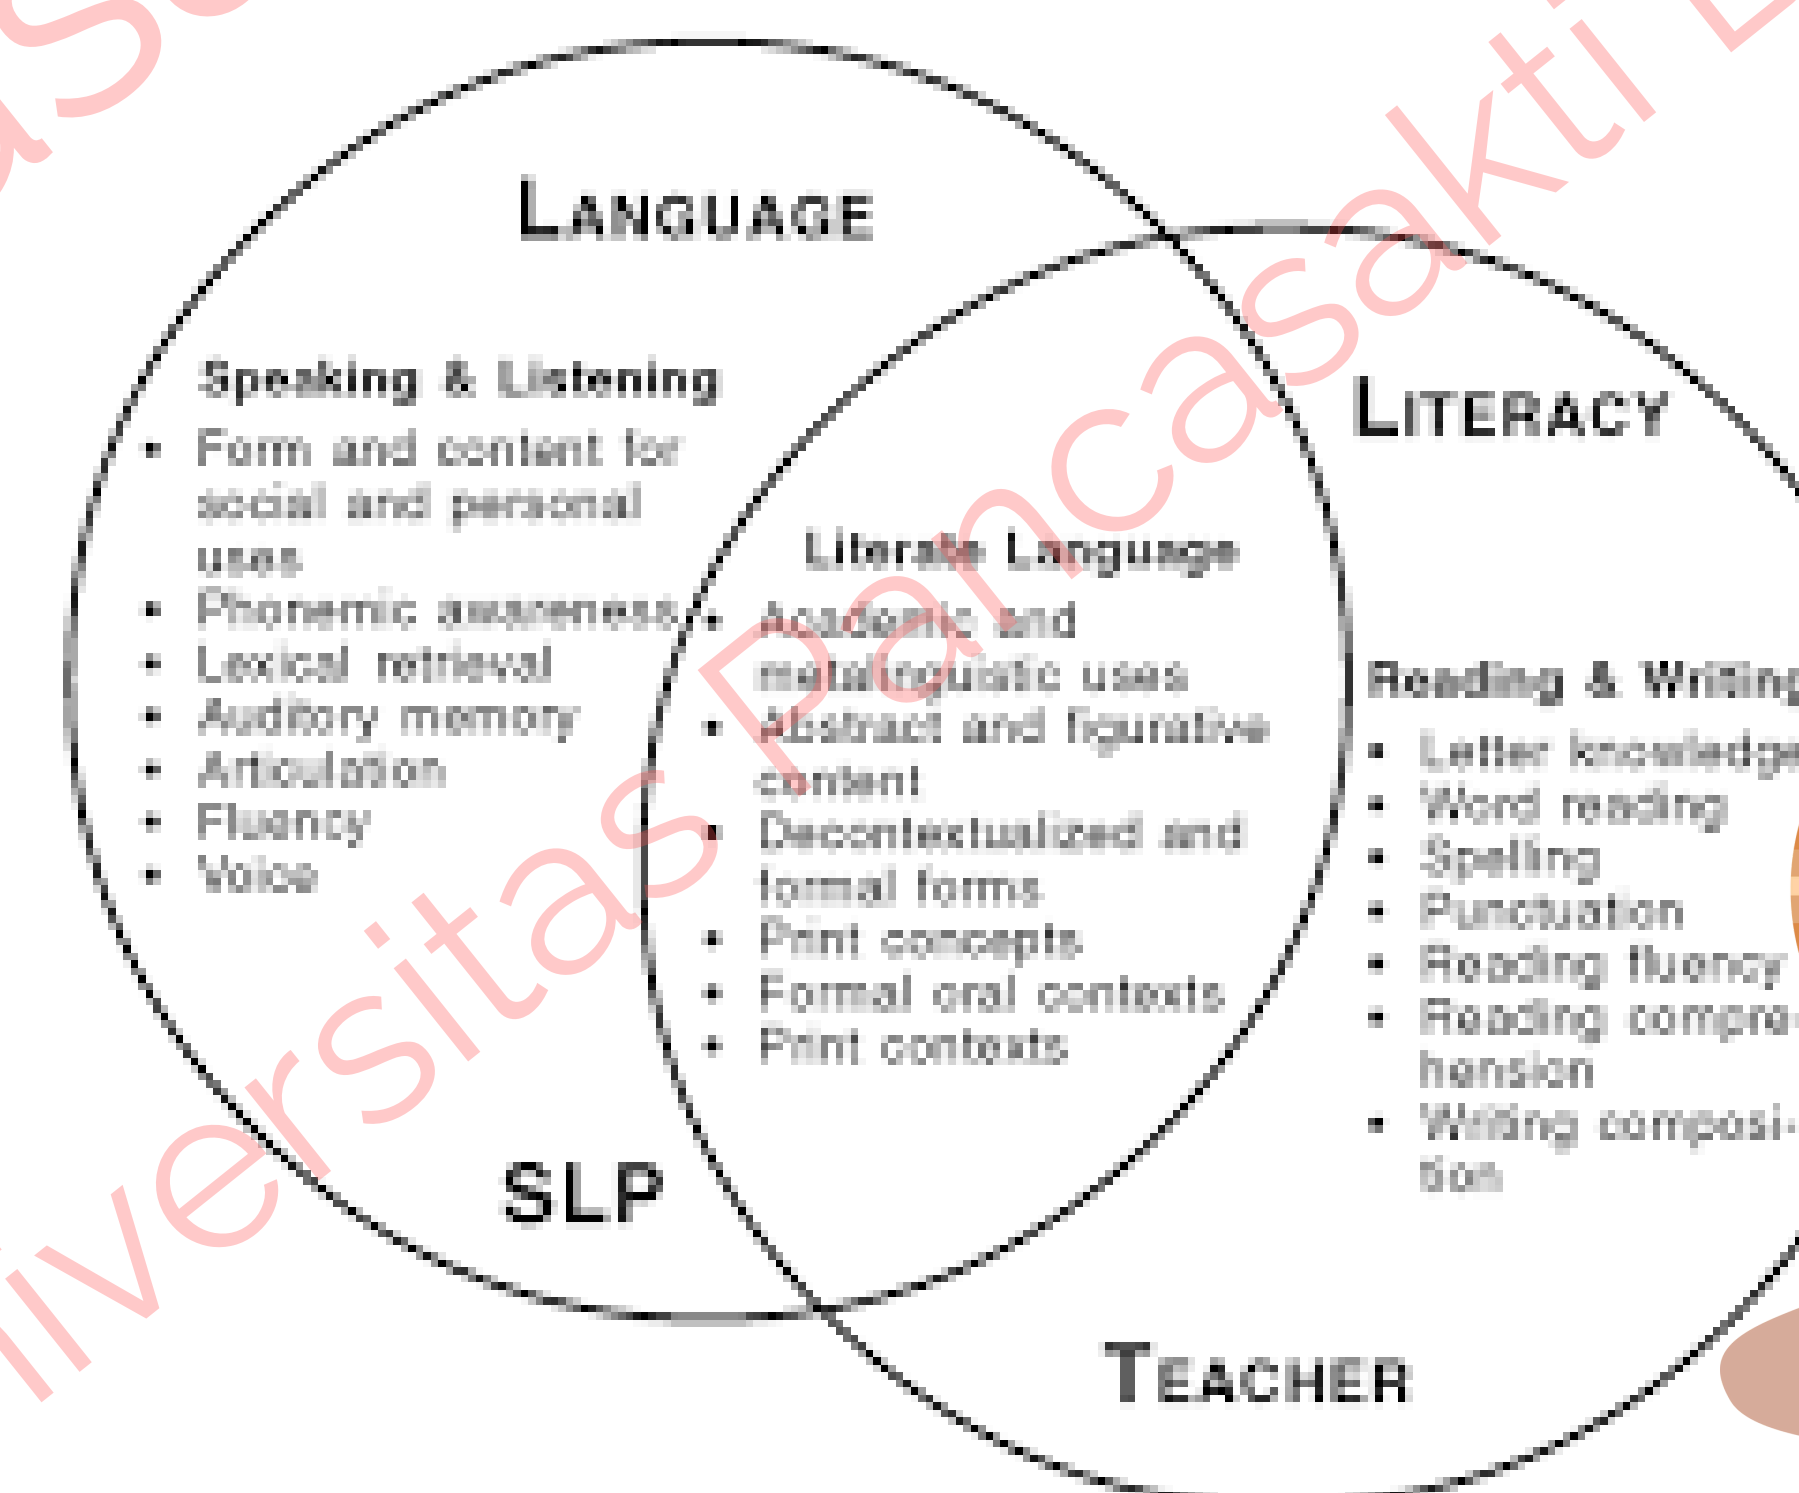 LANGUAGE
Speaking & Listening
• Form and content for
social and personal
uses
• Phonemic awareness
• Lexical retrieval
• Auditory memory
• Articulation
• Fluency
• Voice
SLP
Literate Language
• Academic and
metalinguistic uses
• Abstract and figurative
content
• Decontextualized and
formal forms
• Print concepts
• Formal oral contexts
• Print contexts
LITERACY
Reading & Writing
• Letter knowledge
• Word reading
• Spelling
• Punctuation
• Reading fluency
• Reading compre-
hension
• Writing composi-
tion
TEACHER
iversitas Pancasakti